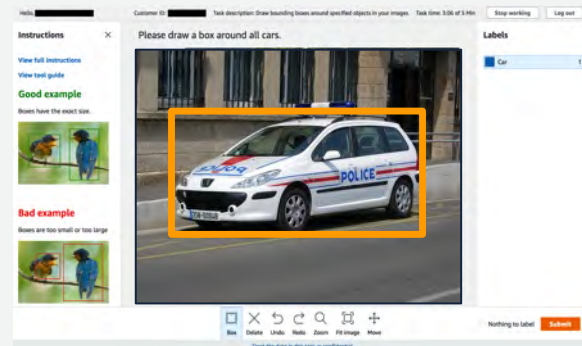 Hello,
Customer ID:
Task description: Draw bounding boxes around specified objects in your images.
Task time: 3:06 of 5 Min
Stop working
Log out
Instructions
×
View full instructions
View tool guide
Good example
Boxes have the exact size.
Bad example
Boxes are too small or too large
Please draw a box around all cars.
POLICE
Labels
Car
1
Box
Delete
Undo
Redo
Zoom
Fit image
Move
Nothing to label
Submit